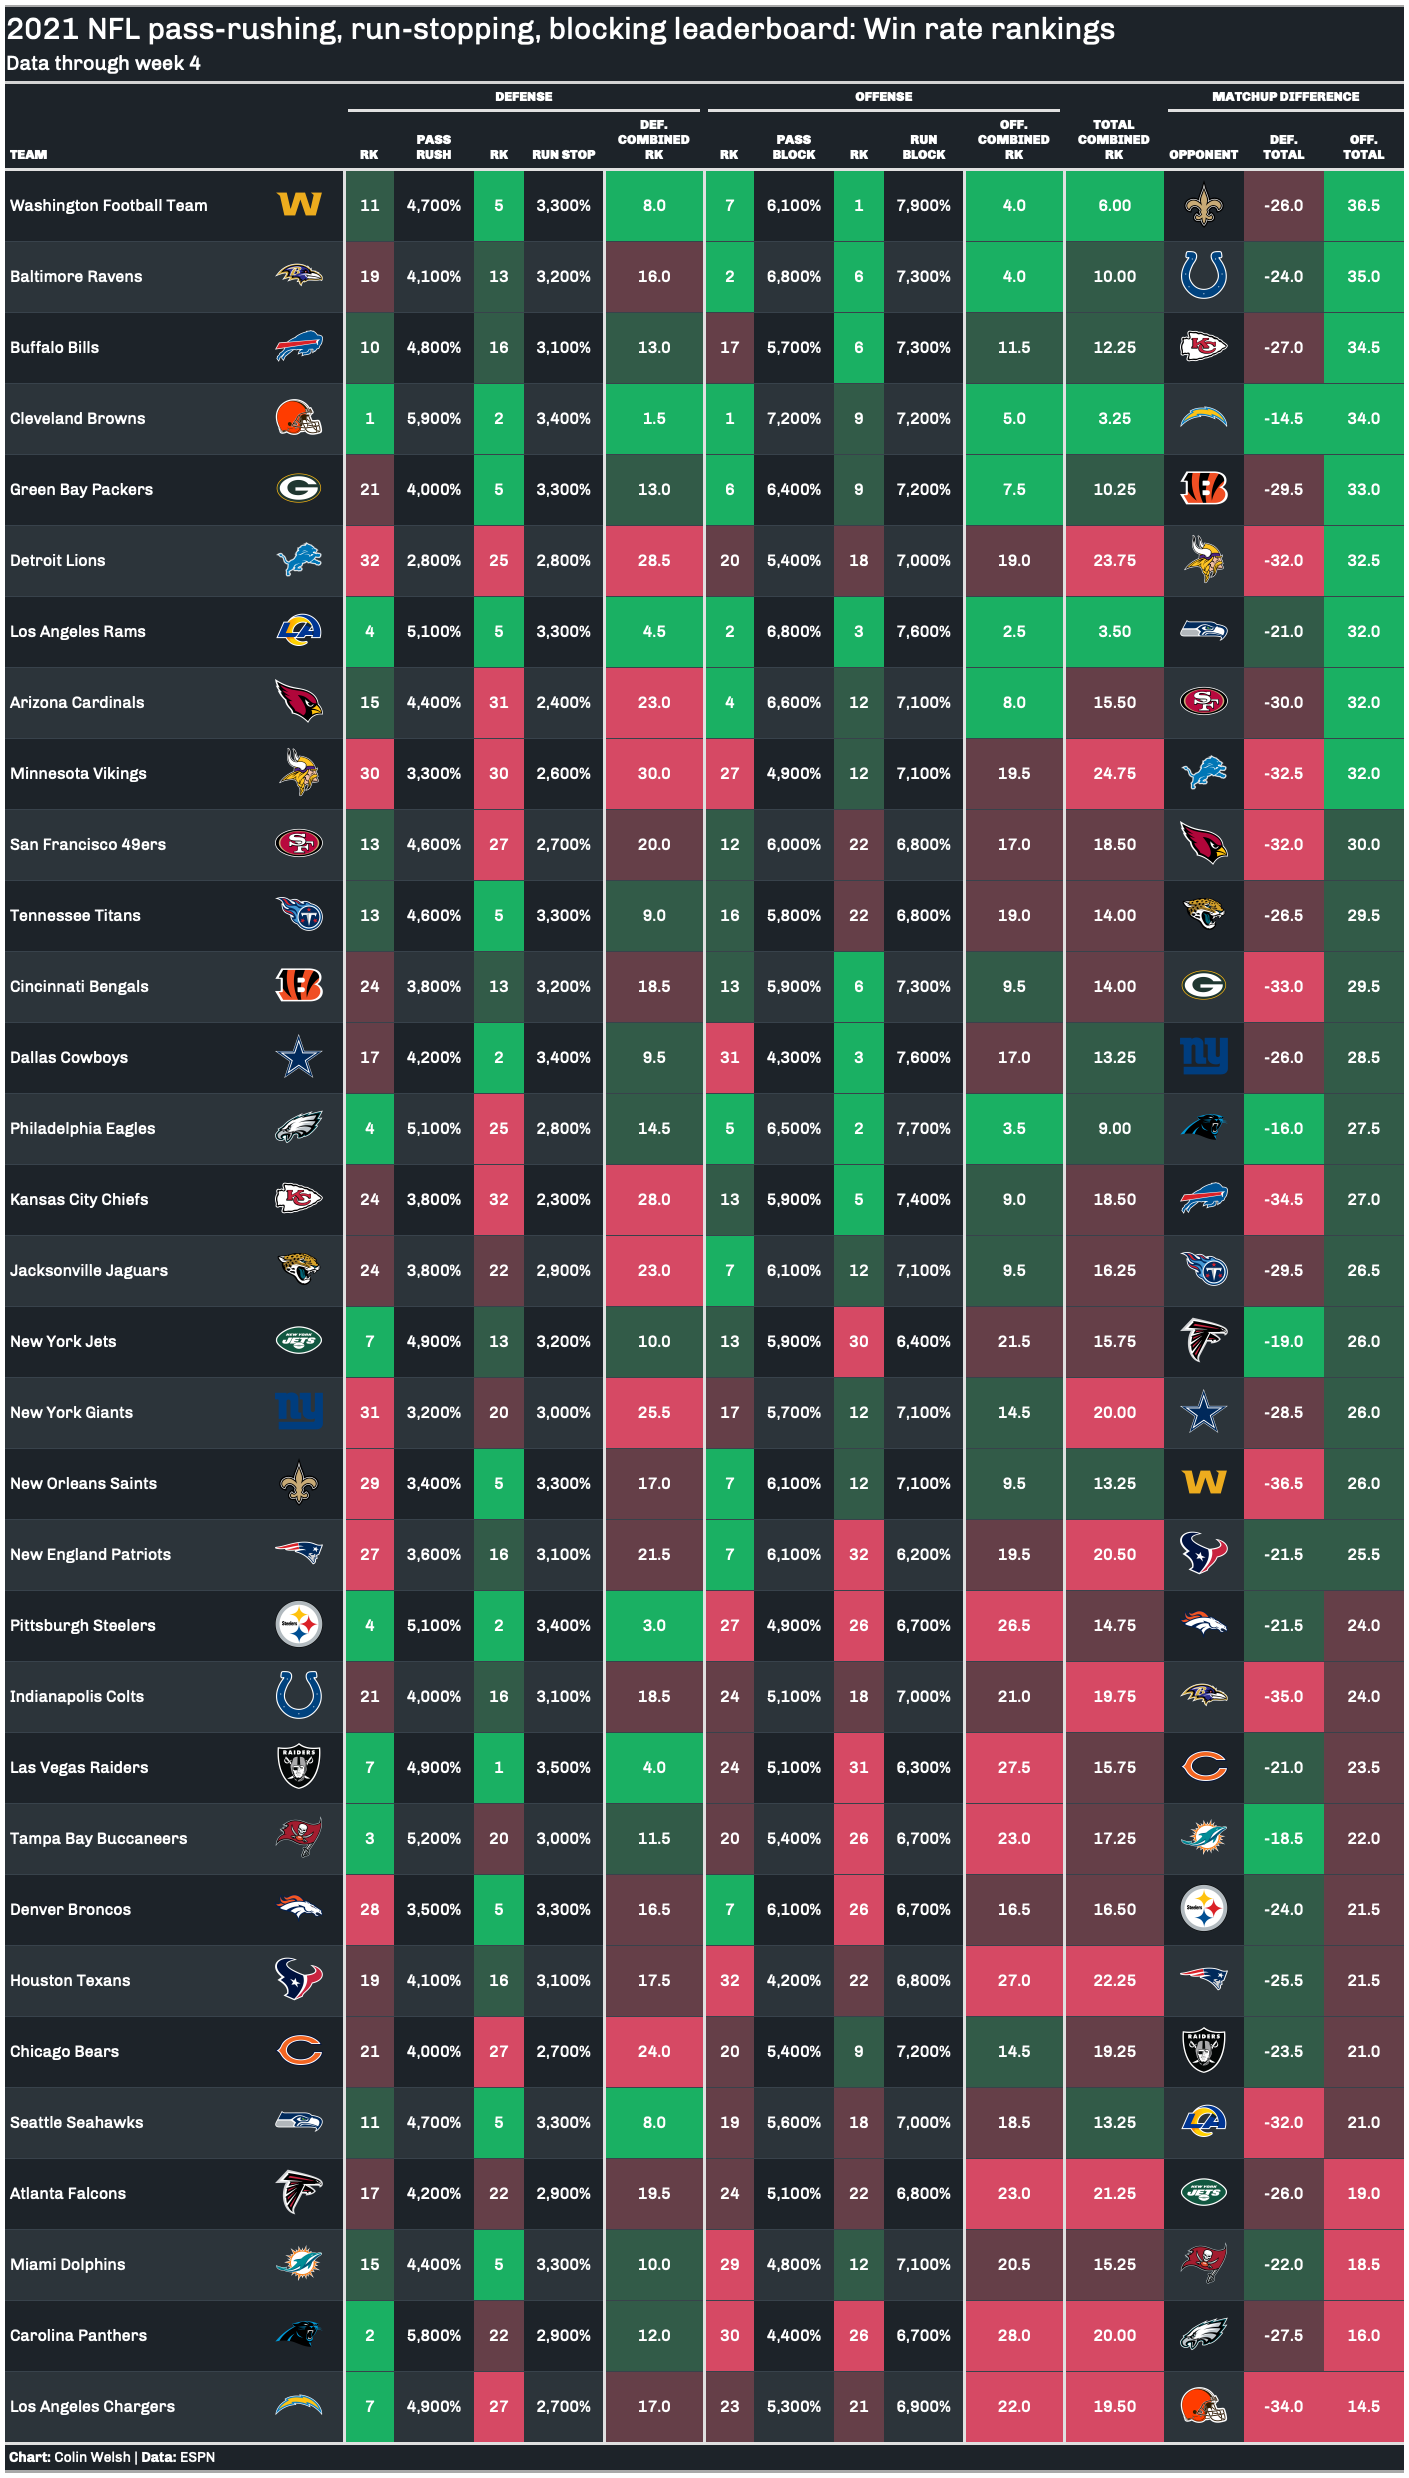 2021 NFL pass-rushing, run-stopping, blocking leaderboard: Win rate rankings
Data through week 4
DEFENSE OFFENSE MATCHUP DIFFERENCE
TEAM RK PASS RUSH RK RUN STOP DEF. COMBINED RK RK PASS BLOCK RK RUN BLOCK OFF. COMBINED RK TOTAL COMBINED RK OPPONENT DEF. TOTAL OFF. TOTAL
Washington Football Team W 11 4,700% 5 3,300% 8.0 7 6,100% 1 7,900% 4.0 6.00 -26.0 36.5
Baltimore Ravens 19 4,100% 13 3,200% 16.0 2 6,800% 6 7,300% 4.0 10.00 -24.0 35.0
Buffalo Bills 10 4,800% 16 3,100% 13.0 17 5,700% 6 7,300% 11.5 12.25 KC -27.0 34.5
Cleveland Browns 1 5,900% 2 3,400% 1.5 1 7,200% 9 7,200% 5.0 3.25 -14.5 34.0
Green Bay Packers G 21 4,000% 5 3,300% 13.0 6 6,400% 9 7,200% 7.5 10.25 B -29.5 33.0
Detroit Lions 32 2,800% 25 2,800% 28.5 20 5,400% 18 7,000% 19.0 23.75 -32.0 32.5
Los Angeles Rams LA 4 5,100% 5 3,300% 4.5 2 6,800% 3 7,600% 2.5 3.50 -21.0 32.0
Arizona Cardinals 15 4,400% 31 2,400% 23.0 4 6,600% 12 7,100% 8.0 15.50 SF -30.0 32.0
Minnesota Vikings 30 3,300% 30 2,600% 30.0 27 4,900% 12 7,100% 19.5 24.75 -32.5 32.0
San Francisco 49ers SF 13 4,600% 27 2,700% 20.0 12 6,000% 22 6,800% 17.0 18.50 -32.0 30.0
Tennessee Titans T 13 4,600% 5 3,300% 9.0 16 5,800% 22 6,800% 19.0 14.00 -26.5 29.5
Cincinnati Bengals B 24 3,800% 13 3,200% 18.5 13 5,900% 6 7,300% 9.5 14.00 G -33.0 29.5
Dallas Cowboys 17 4,200% 2 3,400% 9.5 31 4,300% 3 7,600% 17.0 13.25 ny -26.0 28.5
Philadelphia Eagles 4 5,100% 25 2,800% 14.5 5 6,500% 2 7,700% 3.5 9.00 -16.0 27.5
Kansas City Chiefs KC 24 3,800% 32 2,300% 28.0 13 5,900% 5 7,400% 9.0 18.50 -34.5 27.0
Jacksonville Jaguars 24 3,800% 22 2,900% 23.0 7 6,100% 12 7,100% 9.5 16.25 T -29.5 26.5
New York Jets NEW YORK JETS 7 4,900% 13 3,200% 10.0 13 5,900% 30 6,400% 21.5 15.75 -19.0 26.0
New York Giants ny 31 3,200% 20 3,000% 25.5 17 5,700% 12 7,100% 14.5 20.00 -28.5 26.0
New Orleans Saints 29 3,400% 5 3,300% 17.0 7 6,100% 12 7,100% 9.5 13.25 W -36.5 26.0
New England Patriots 27 3,600% 16 3,100% 21.5 7 6,100% 32 6,200% 19.5 20.50 -21.5 25.5
Pittsburgh Steelers Steelers 4 5,100% 2 3,400% 3.0 27 4,900% 26 6,700% 26.5 14.75 -21.5 24.0
Indianapolis Colts 21 4,000% 16 3,100% 18.5 24 5,100% 18 7,000% 21.0 19.75 -35.0 24.0
Las Vegas Raiders RAIDERS 7 4,900% 1 3,500% 4.0 24 5,100% 31 6,300% 27.5 15.75 C -21.0 23.5
Tampa Bay Buccaneers 3 5,200% 20 3,000% 11.5 20 5,400% 26 6,700% 23.0 17.25 -18.5 22.0
Denver Broncos 28 3,500% 5 3,300% 16.5 7 6,100% 26 6,700% 16.5 16.50 Steelers -24.0 21.5
Houston Texans 19 4,100% 16 3,100% 17.5 32 4,200% 22 6,800% 27.0 22.25 -25.5 21.5
Chicago Bears C 21 4,000% 27 2,700% 24.0 20 5,400% 9 7,200% 14.5 19.25 RAIDERS -23.5 21.0
Seattle Seahawks 11 4,700% 5 3,300% 8.0 19 5,600% 18 7,000% 18.5 13.25 LA -32.0 21.0
Atlanta Falcons 17 4,200% 22 2,900% 19.5 24 5,100% 22 6,800% 23.0 21.25 NEW YORK JETS -26.0 19.0
Miami Dolphins 15 4,400% 5 3,300% 10.0 29 4,800% 12 7,100% 20.5 15.25 -22.0 18.5
Carolina Panthers 2 5,800% 22 2,900% 12.0 30 4,400% 26 6,700% 28.0 20.00 -27.5 16.0
Los Angeles Chargers 7 4,900% 27 2,700% 17.0 23 5,300% 21 6,900% 22.0 19.50 -34.0 14.5
Chart: Colin Welsh | Data: ESPN